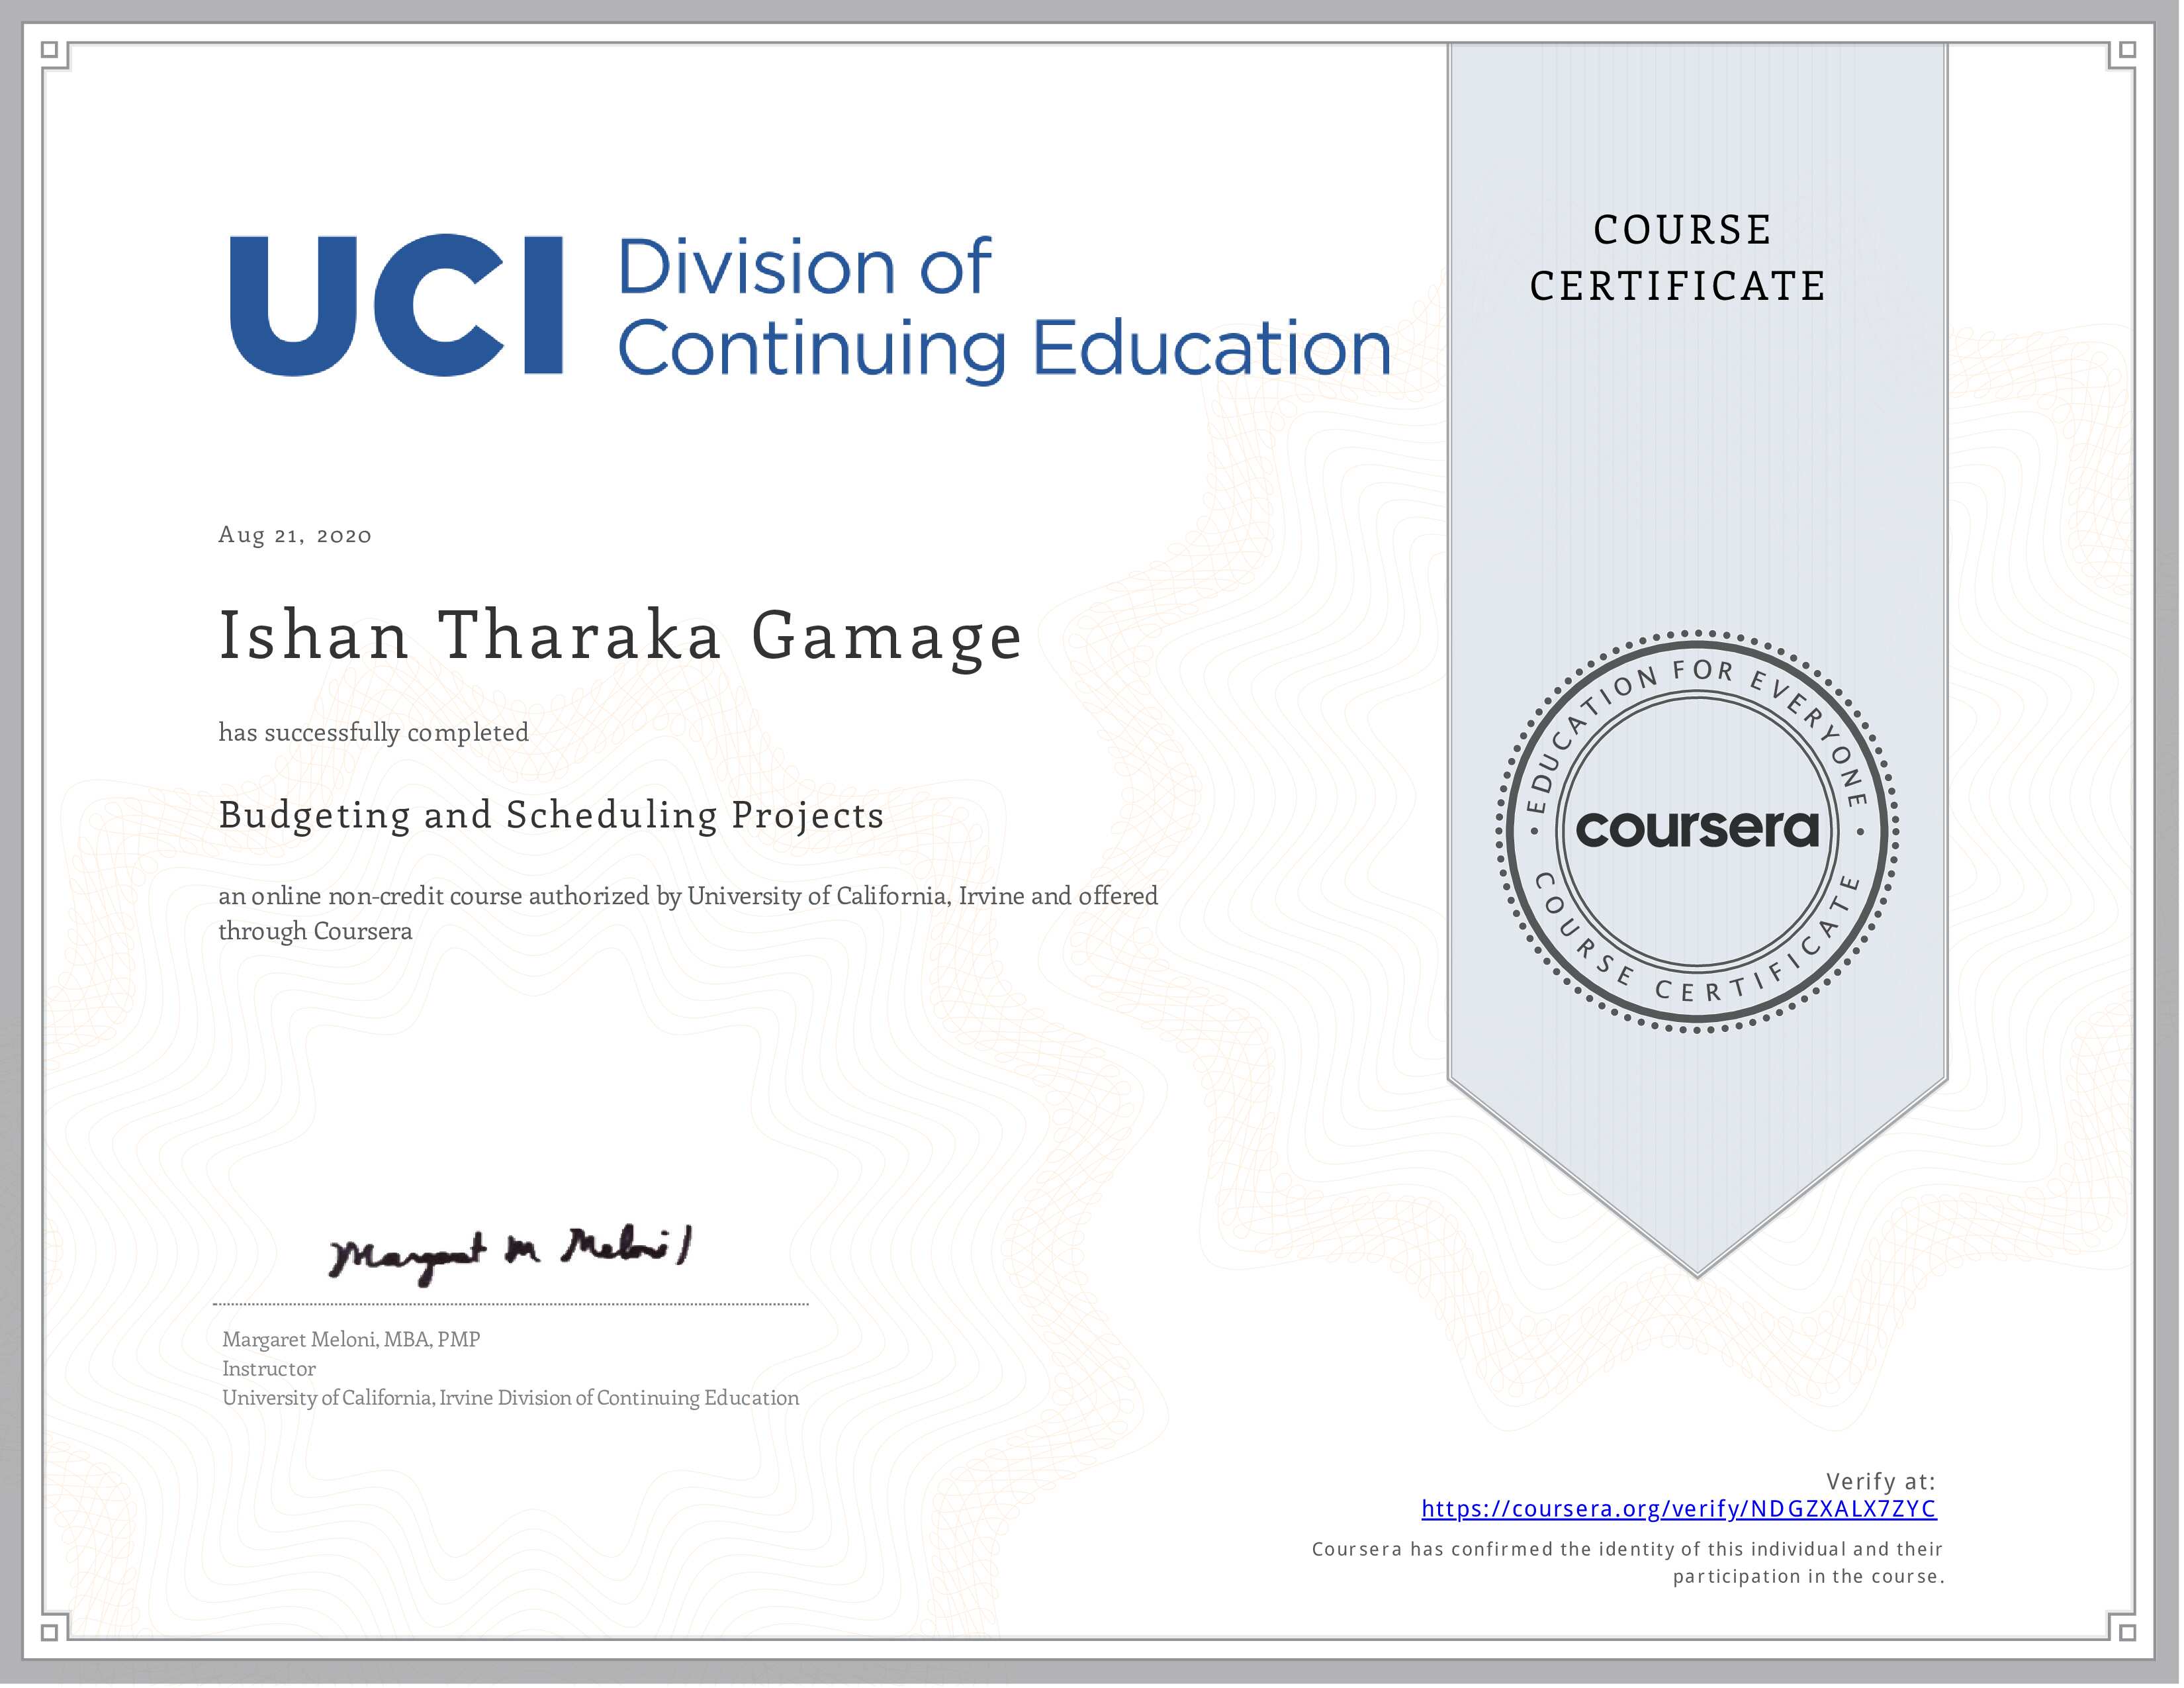 UCI Division of
Continuing Education
COURSE
CERTIFICATE
Aug 21, 2020
Ishan Tharaka Gamage
has successfully completed
Budgeting and Scheduling Projects
an online non-credit course authorized by University of California, Irvine and offered
through Coursera
EDUCATION FOR EVERYONE
coursera
COURSE CERTIFICATE
Margaret M Meloni
Margaret Meloni, MBA, PMP
Instructor
University of California, Irvine Division of Continuing Education
Verify at:
https://coursera.org/verify/NDGZXALX7ZYC
Coursera has confirmed the identity of this individual and their
participation in the course.